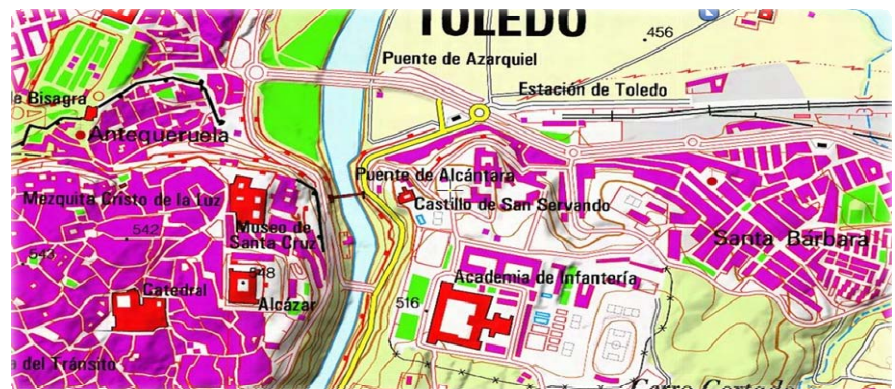 TOLEDO
456
Puente de Azarquiel
Estación de Toledo
Bisagra
Antequeruela
Puente de Alcántara
Mezquita Cristo de la Luz
Castillo de San Servando
Museo de
Santa Cruz
542
Santa Bárbara
543
548
Academia de Infantería
Catedral
Alcázar
516
del Tránsito
Cerro Cortado